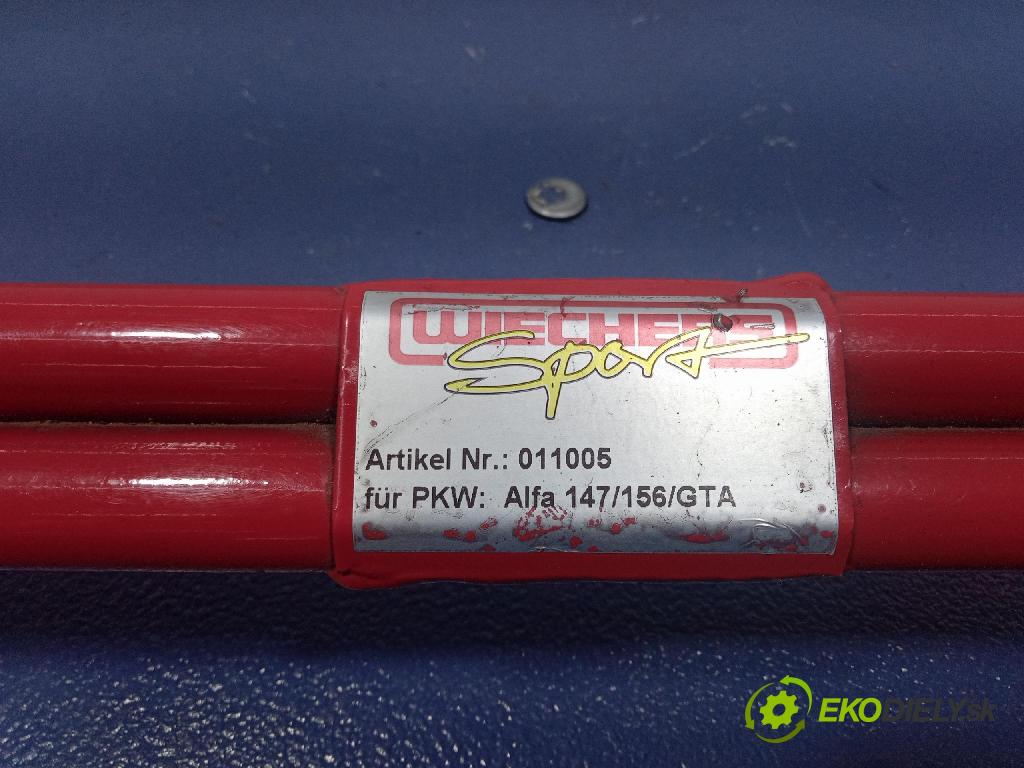 WIECHERS
Sport
Artikel Nr.: 011005
für PKW: Alfa 147/156/GTA
EKODIELY.sk